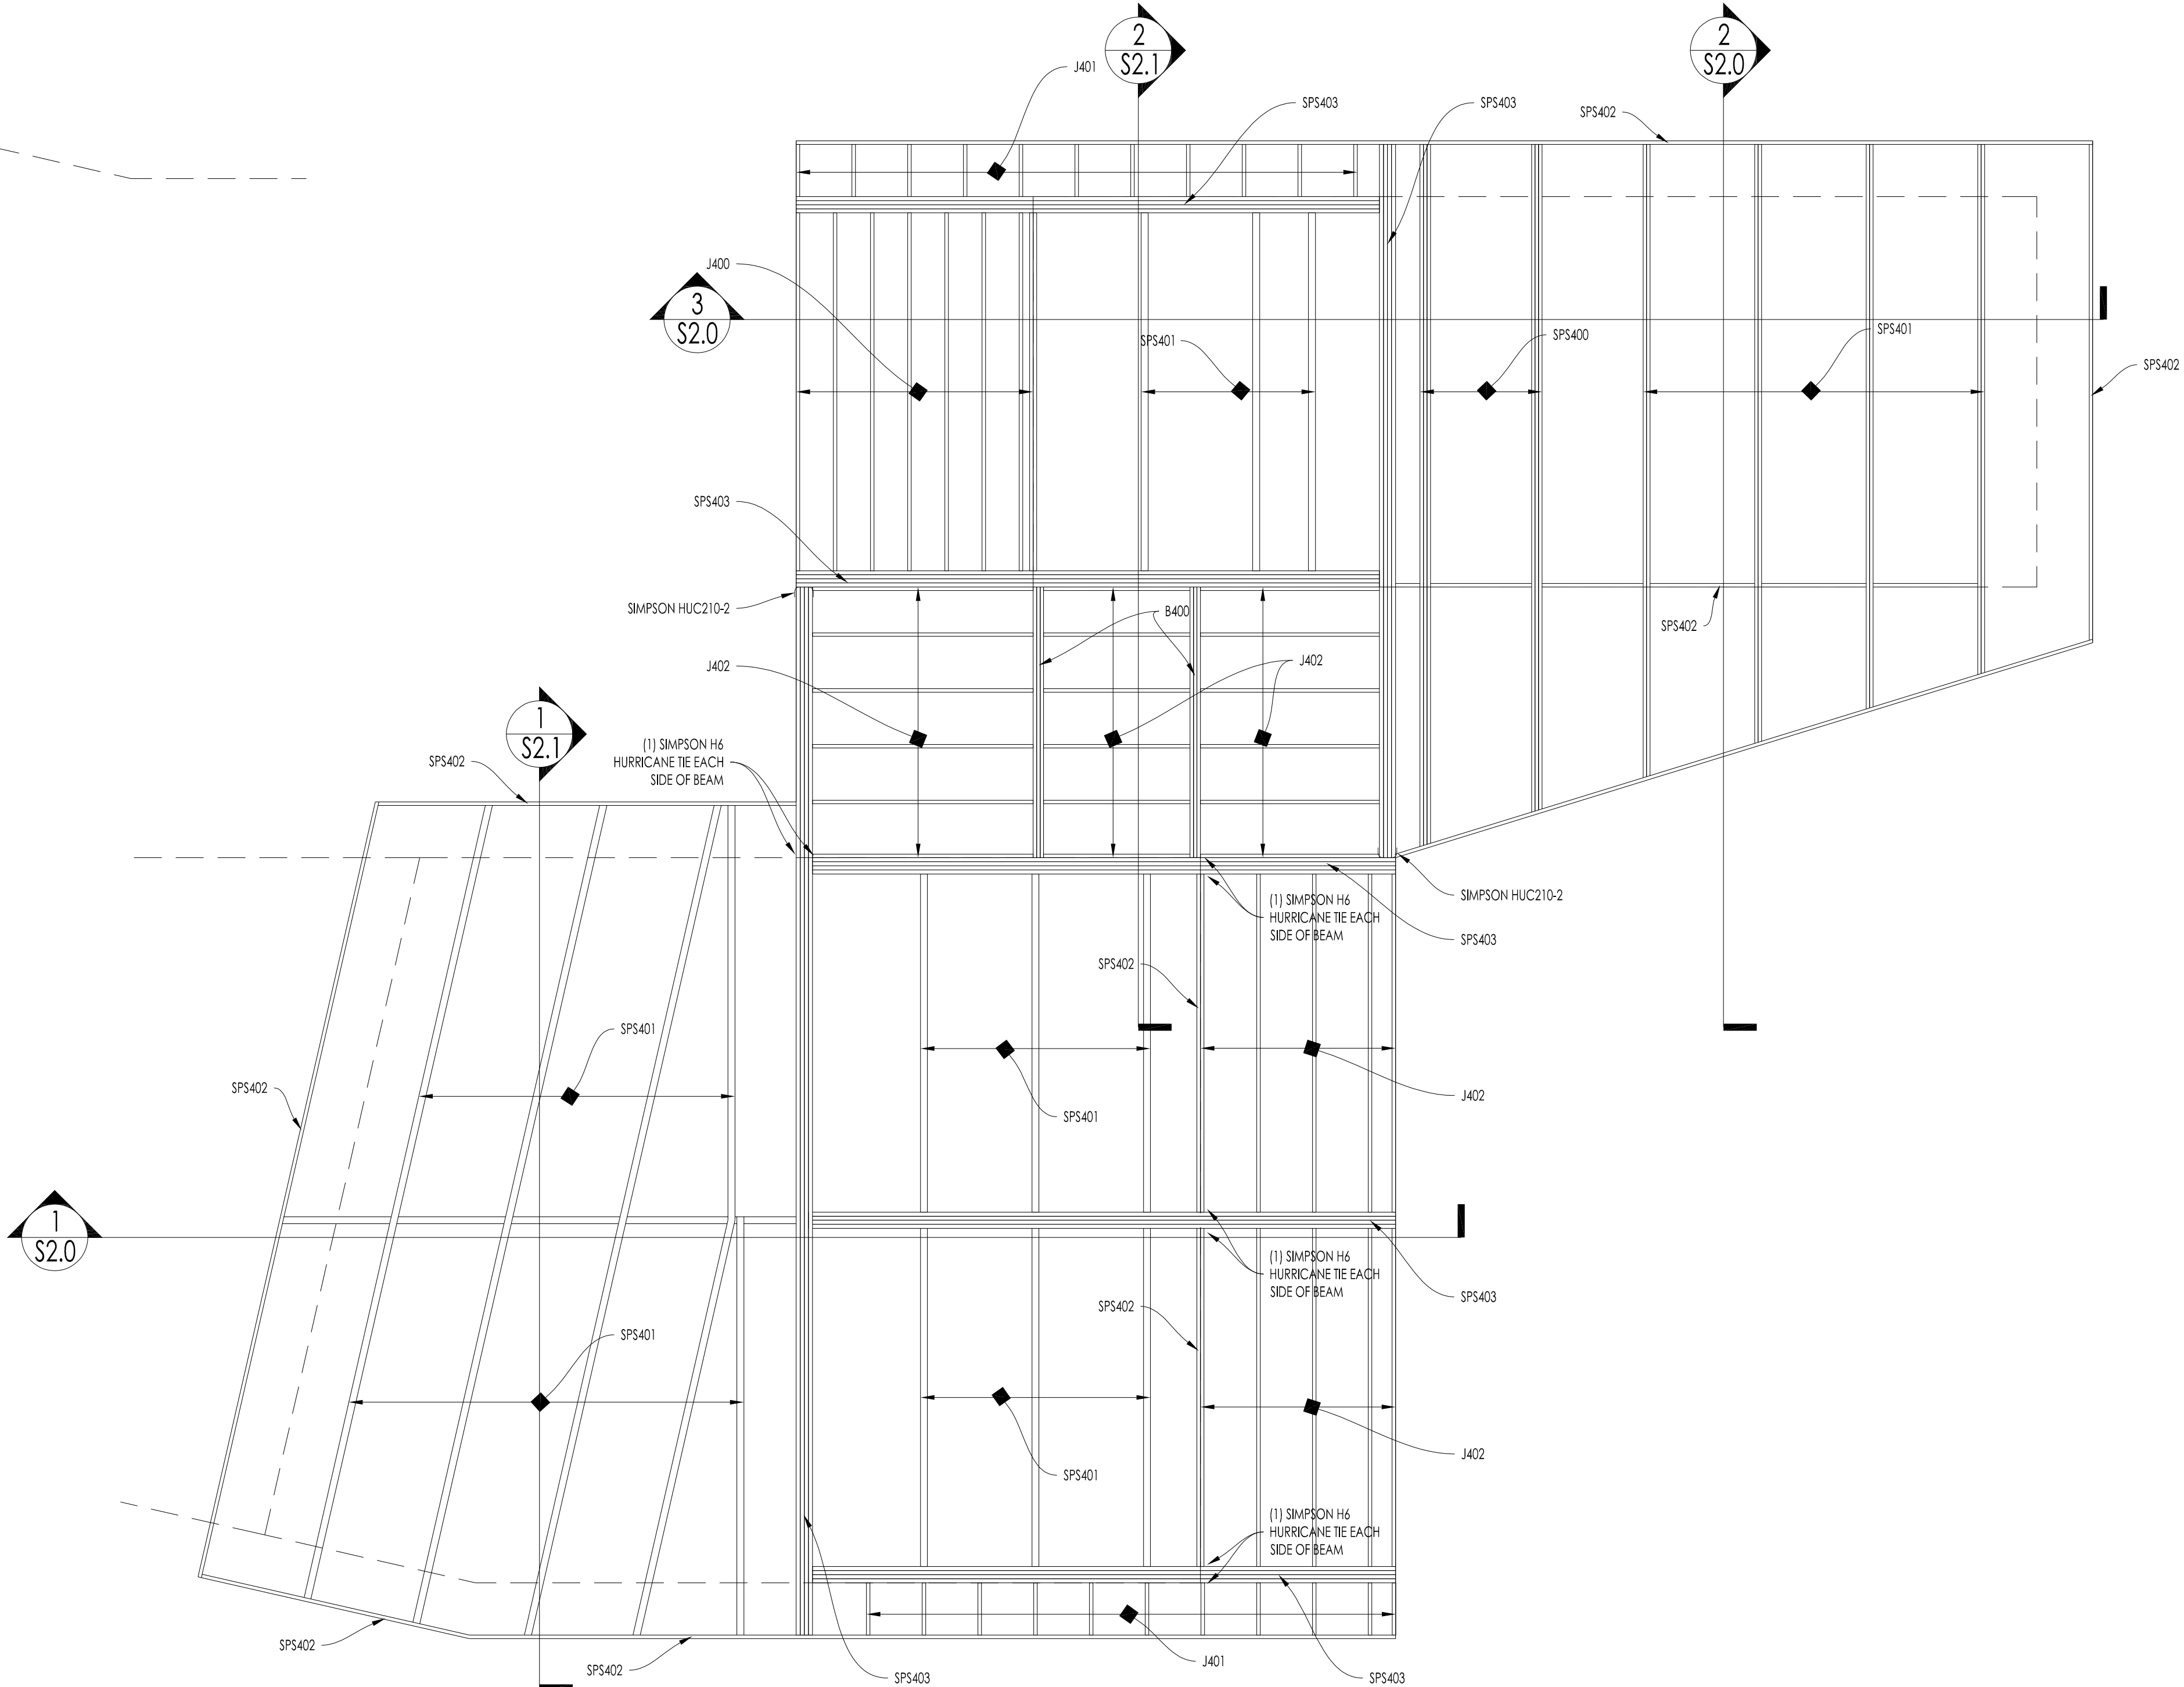 2
S2.1
2
S2.0
J401
SPS403
SPS403
SPS402
J400
3
S2.0
SPS401
SPS400
SPS401
SPS402
SPS403
SIMPSON HUC210-2
B400
SPS402
J402
J402
1
S2.1
(1) SIMPSON H6
HURRICANE TIE EACH
SIDE OF BEAM
SPS402
SIMPSON HUC210-2
(1) SIMPSON H6
HURRICANE TIE EACH
SIDE OF BEAM
SPS403
SPS402
SPS401
SPS402
J402
SPS401
1
S2.0
(1) SIMPSON H6
HURRICANE TIE EACH
SIDE OF BEAM
SPS403
SPS402
SPS401
J402
SPS401
(1) SIMPSON H6
HURRICANE TIE EACH
SIDE OF BEAM
SPS402
SPS402
J401
SPS403
SPS403